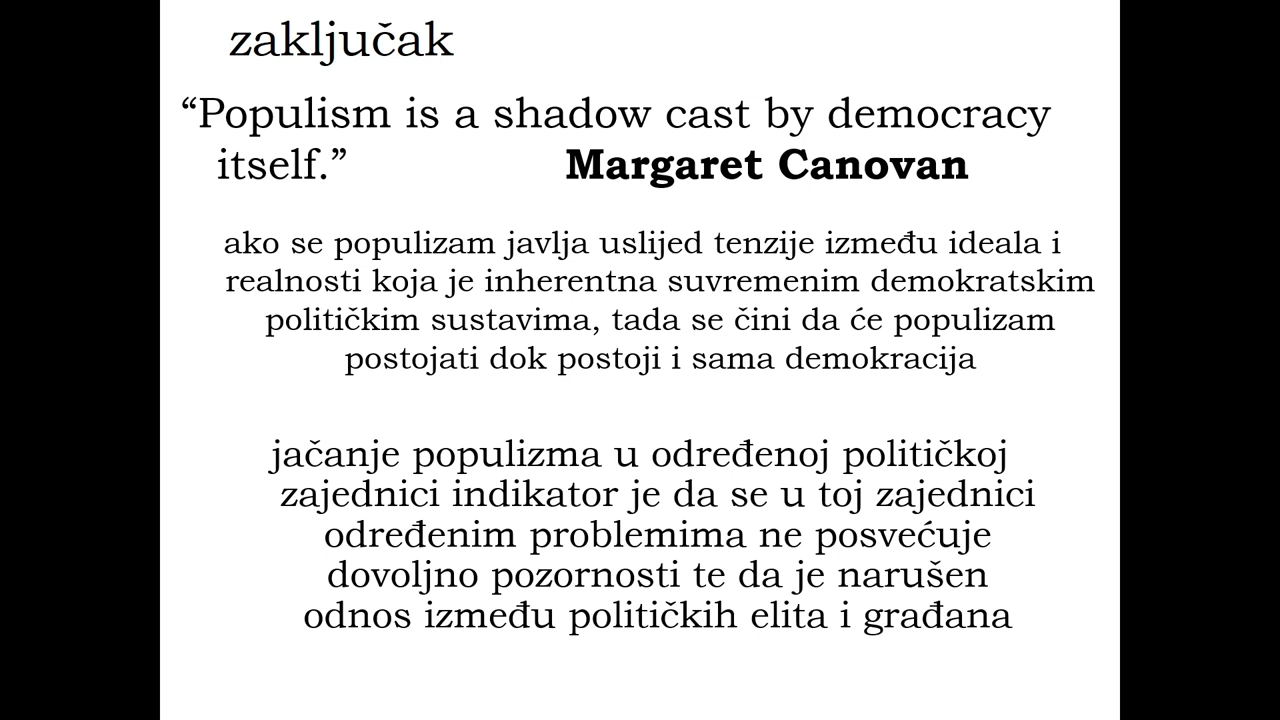 zaključak
“Populism is a shadow cast by democracy
itself.” Margaret Canovan
ako se populizam javlja uslijed tenzije između ideala i
realnosti koja je inherentna suvremenim demokratskim
političkim sustavima, tada se čini da će populizam
postojati dok postoji i sama demokracija
jačanje populizma u određenoj političkoj
zajednici indikator je da se u toj zajednici
određenim problemima ne posvećuje
dovoljno pozornosti te da je narušen
odnos između političkih elita i građana